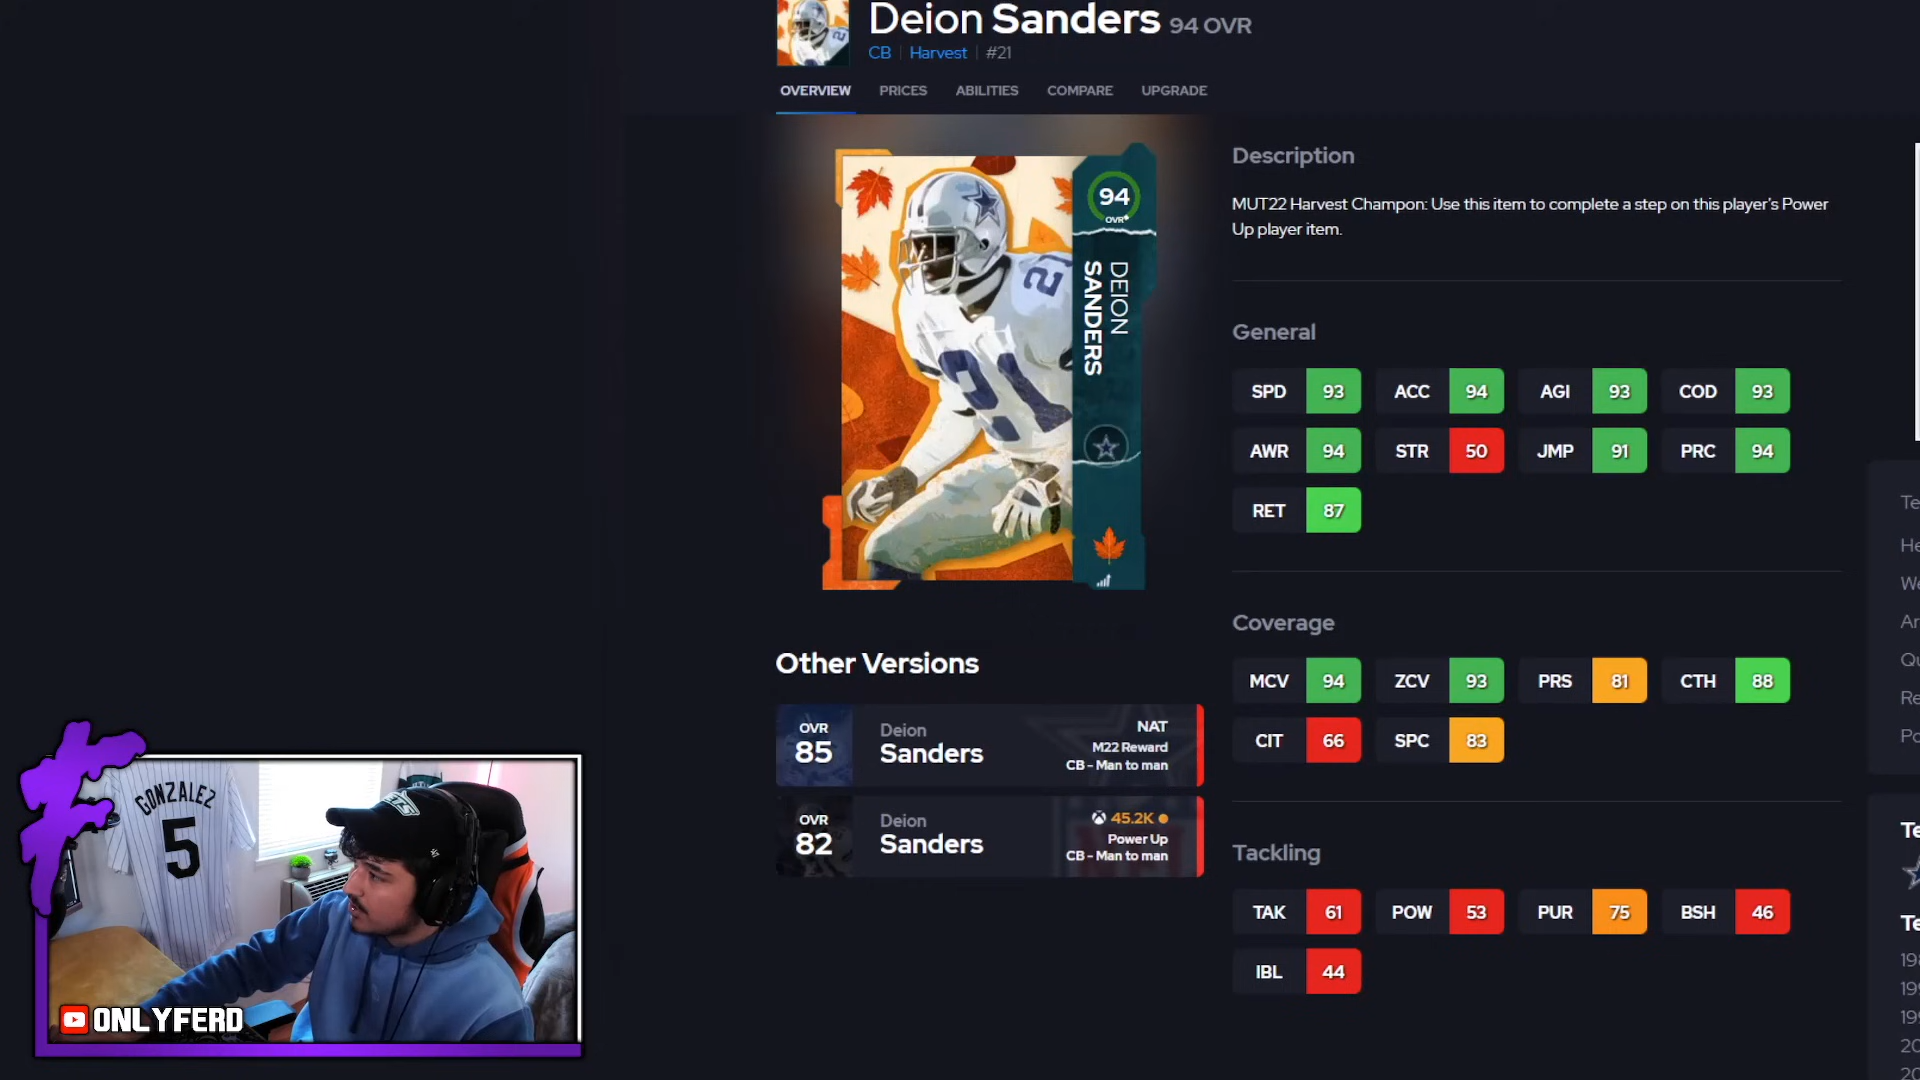 Deion Sanders 94 OVR
CB | Harvest | #21
OVERVIEW PRICES ABILITIES COMPARE UPGRADE
94
OVR
DEION
SANDERS
21
21
Description
MUT22 Harvest Champon: Use this item to complete a step on this player's Power
Up player item.
General
SPD 93 ACC 94 AGI 93 COD 93
AWR 94 STR 50 JMP 91 PRC 94
RET 87
Coverage
MCV 94 ZCV 93 PRS 81 CTH 88
CIT 66 SPC 83
Tackling
TAK 61 POW 53 PUR 75 BSH 46
IBL 44
Other Versions
OVR
85
Deion
Sanders
NAT
M22 Reward
CB - Man to man
OVR
82
Deion
Sanders
45.2K
Power Up
CB - Man to man
GONZALEZ
5
ONLYFERD